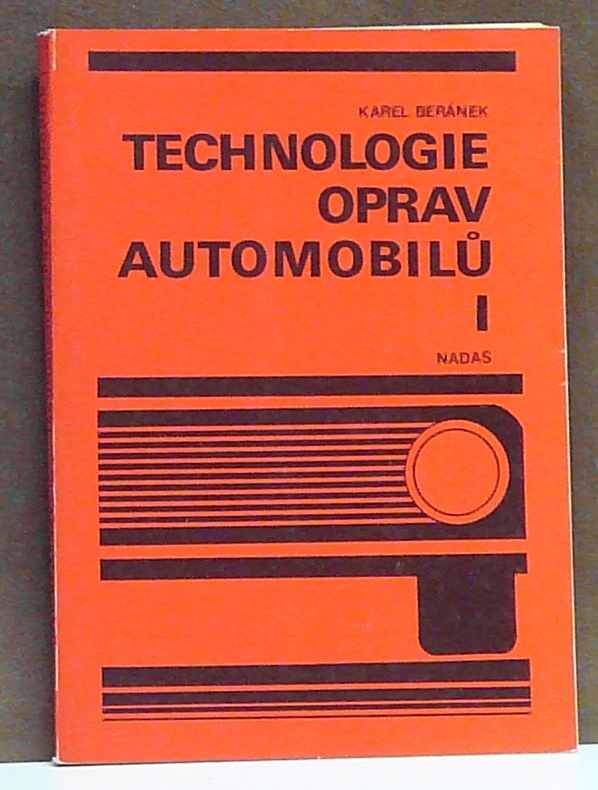 KAREL BERÁNEK
TECHNOLOGIE
OPRAV
AUTOMOBILŮ
I
NADAS